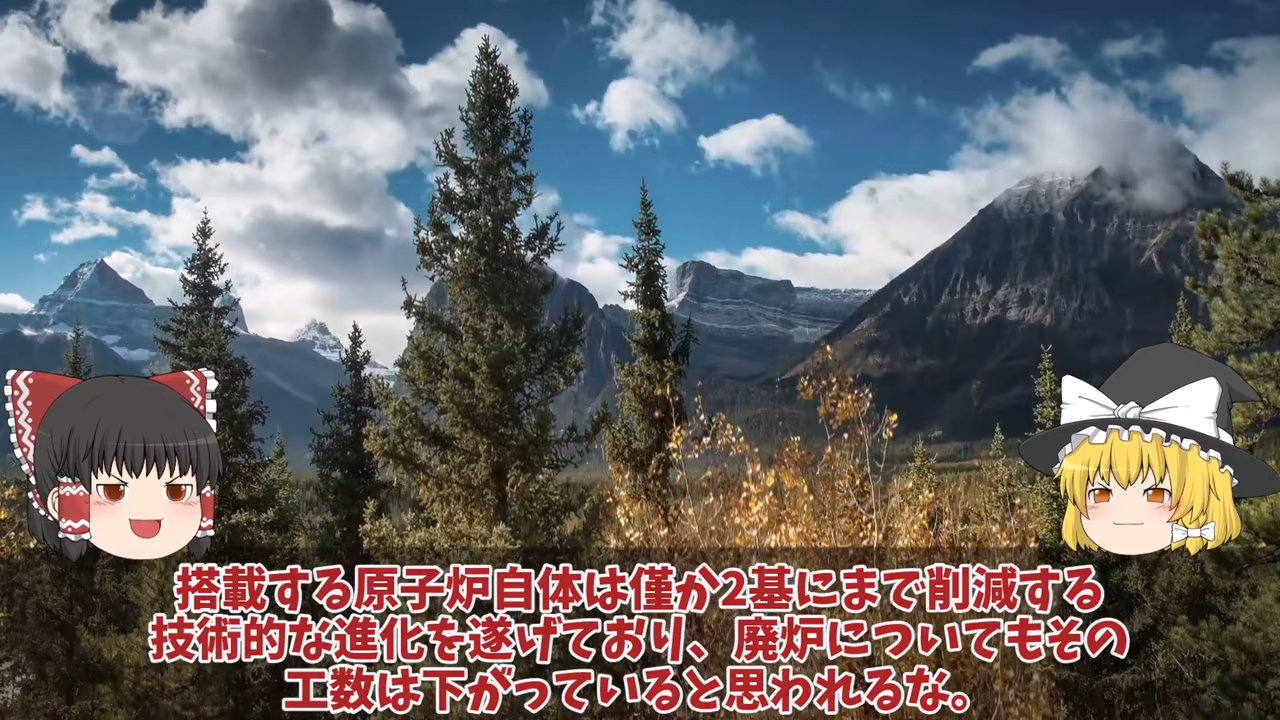 搭載する原子炉自体は僅か2基にまで削減する
技術的な進化を遂げており、廃炉についてもその
工数は下がっていると思われるな。